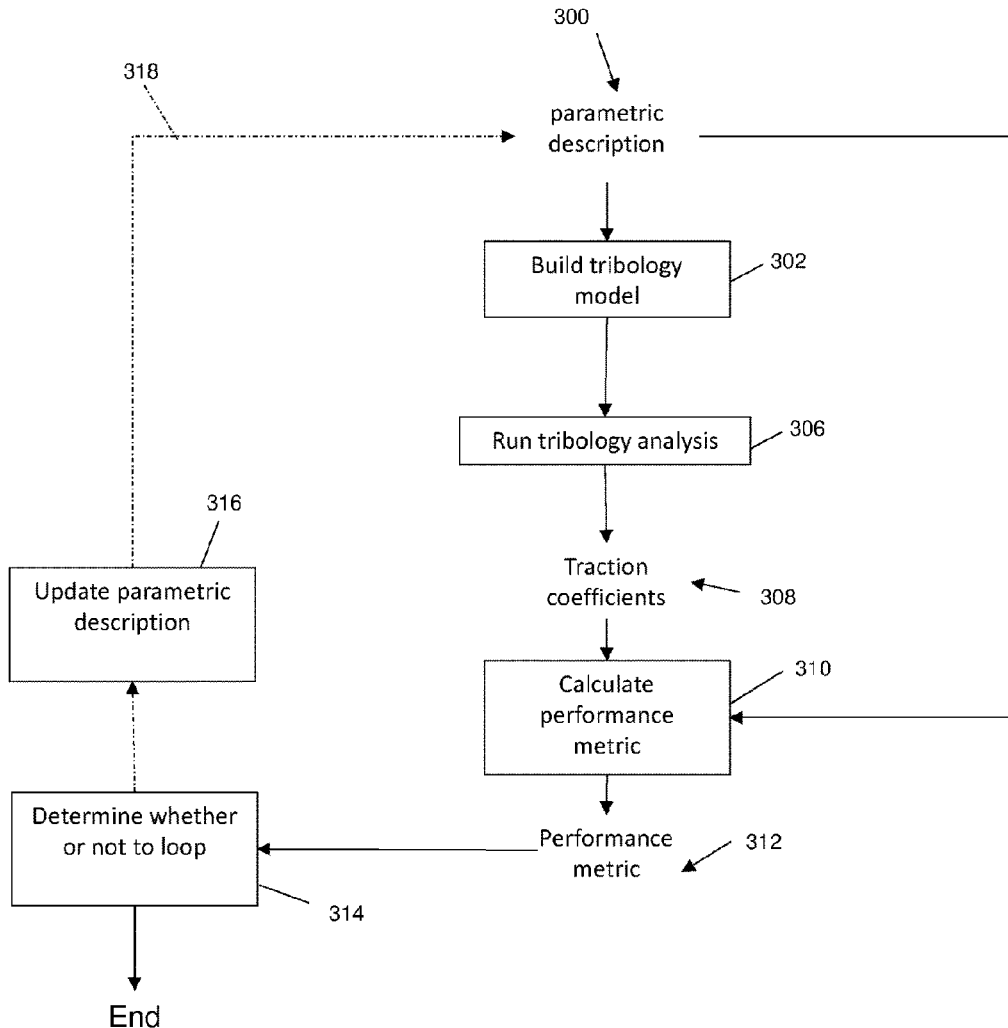 300
318
parametric
description
Build tribology
model
302
Run tribology analysis
306
316
Update parametric
description
Traction
coefficients
308
Calculate
performance
metric
310
Determine whether
or not to loop
Performance
metric
312
314
End